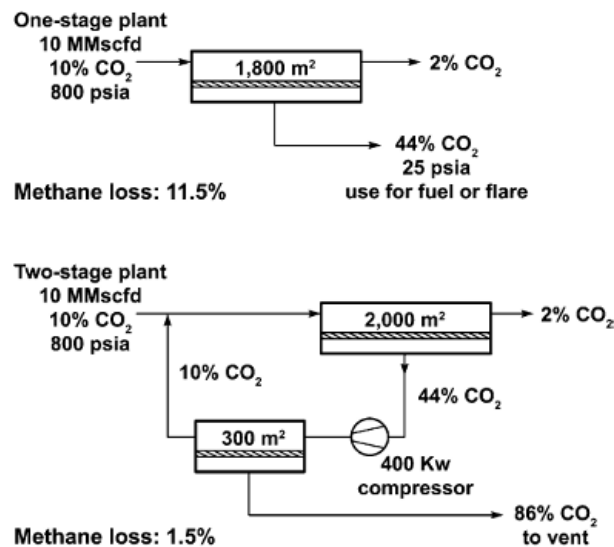 One-stage plant
10 MMscfd
10% CO₂
800 psia
1,800 m²
2% CO₂
44% CO₂
25 psia
use for fuel or flare
Methane loss: 11.5%
Two-stage plant
10 MMscfd
10% CO₂
800 psia
2,000 m²
2% CO₂
10% CO₂
44% CO₂
300 m²
400 Kw
compressor
86% CO₂
to vent
Methane loss: 1.5%